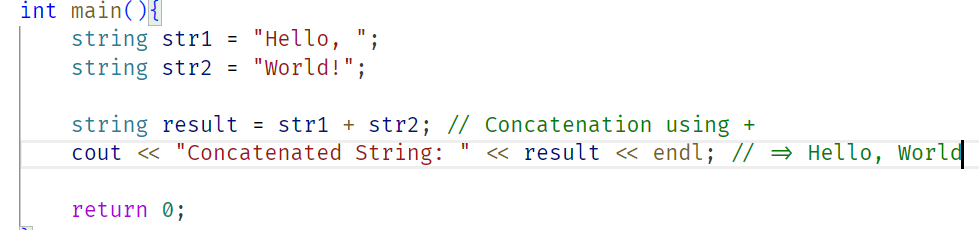 int main(){
string str1 = "Hello, ";
string str2 = "World!";
string result = str1 + str2; // Concatenation using +
cout << "Concatenated String: " << result << endl; // => Hello, World
return 0;
}